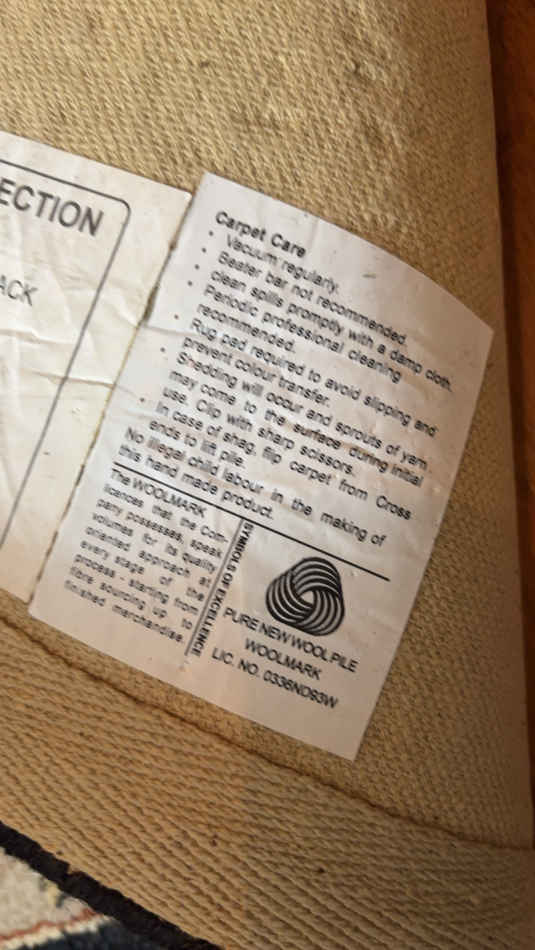 ECTION
ACK
Carpet Care
• Vacuum regularly.
• Beater bar not recommended.
• clean spills promptly with a damp cloth.
• Periodic professional cleaning
recommended.
• Rug pad required to avoid slipping and
prevent colour transfer.
• Shedding will occur and sprouts of yarn
may come to the surface during initial
use. Clip with sharp scissors.
• In case of shag, flip carpet from Cross
ends to lift pile.
No illegal child labour in the making of
this hand made product.
The WOOLMARK
licences that the Com-
pany possesses, speak
volumes for its quality
oriented approach at
every stage of the
process - starting from
fibre sourcing up to
finished merchandise.
SYMBOLS OF EXCELLENCE
PURE NEW WOOL PILE
WOOLMARK
LIC. NO. 0336ND93W